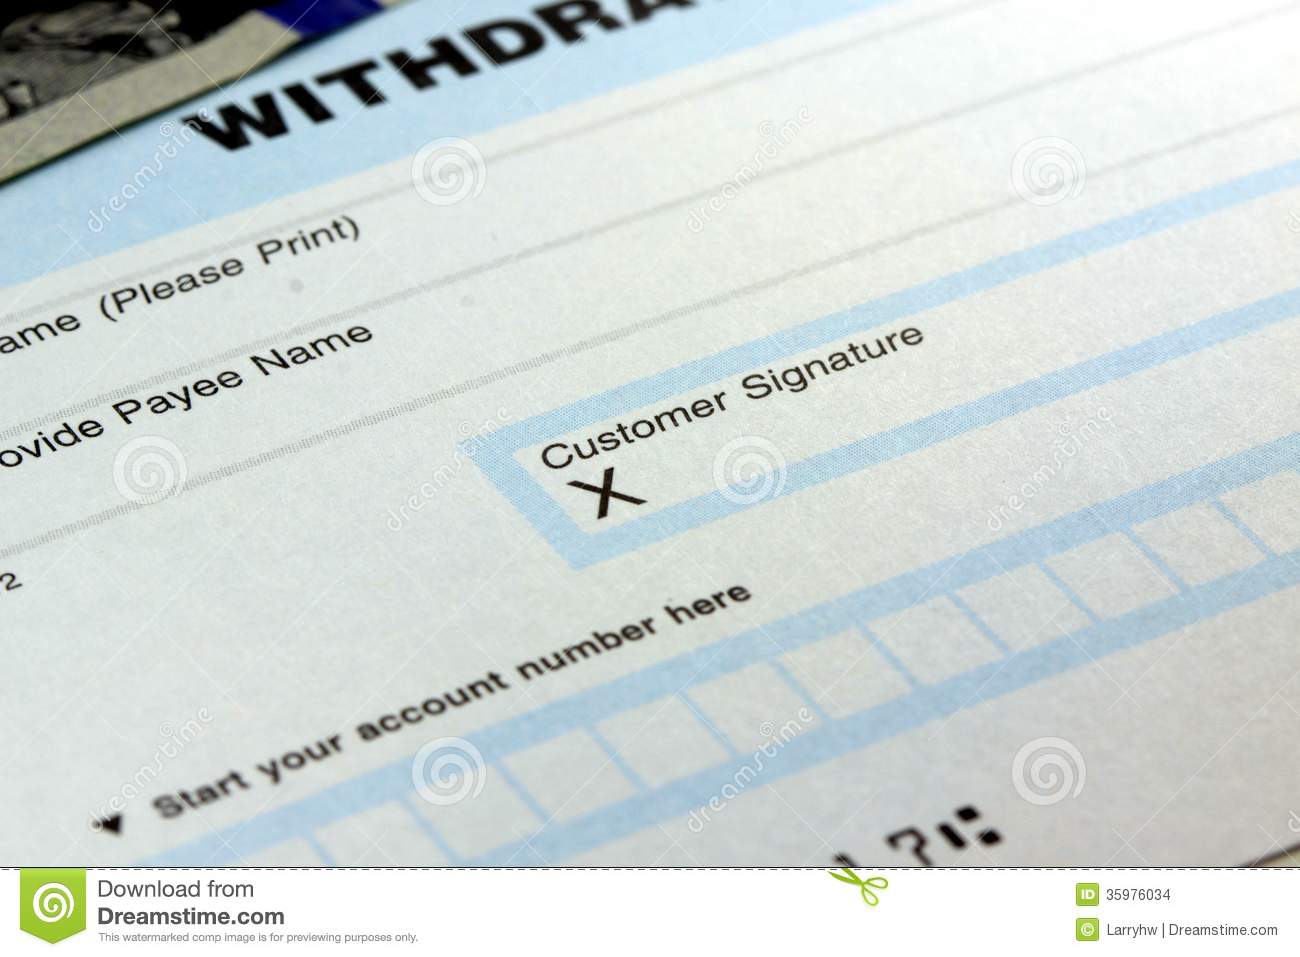 WITHDRA
ame (Please Print)
ovide Payee Name
Customer Signature
X
2
Start your account number here
dreamstime
Download from
Dreamstime.com
This watermarked comp image is for previewing purposes only.
ID 35976034
© Larryhw | Dreamstime.com